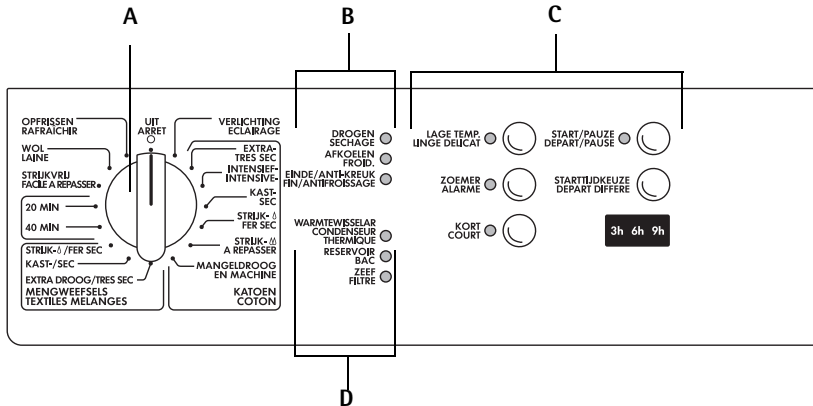 A
B
C
UIT
ARRET
VERLICHTING
ECLAIRAGE
EXTRA-
TRES SEC
INTENSIEF-
INTENSIVE-
KAST-
SEC
STRIJK-
FER SEC
STRIJK-
A REPASSER
MANGELDROOG
EN MACHINE
KATOEN
COTON
OPFRISSEN
RAFRAÎCHIR
WOL
LAINE
STRIJKVRIJ
FACILE A REPASSER
20 MIN
40 MIN
STRIJK- /FER SEC
KAST-/SEC
EXTRA DROOG/TRES SEC
MENGWEEFSELS
TEXTILES MELANGES
DROGEN
SECHAGE
AFKOELEN
FROID.
EINDE/ANTI-KREUK
FIN/ANTIFROISSAGE
WARMTEWISSELAR
CONDENSEUR
THERMIQUE
RESERVOIR
BAC
ZEEF
FILTRE
LAGE TEMP.
LINGE DELICAT
ZOEMER
ALARME
KORT
COURT
START/PAUZE
DEPART/PAUSE
STARTTIJDKEUZE
DEPART DIFFERE
3h 6h 9h
D